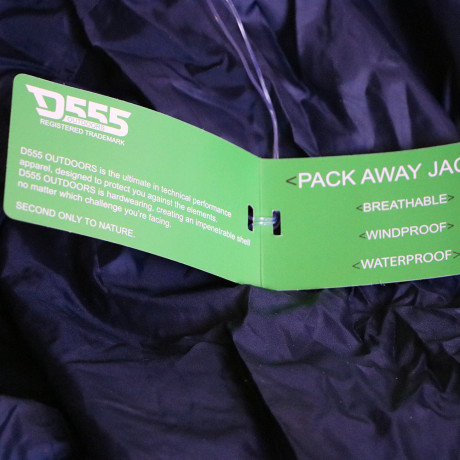 D555
OUTDOORS
REGISTERED TRADEMARK
D555 OUTDOORS is the ultimate in technical performance
apparel, designed to protect you against the elements.
D555 OUTDOORS is hardwearing, creating an impenetrable shell
no matter which challenge you're facing.
SECOND ONLY TO NATURE.
<PACK AWAY JAC
<BREATHABLE>
<WINDPROOF>
<WATERPROOF>